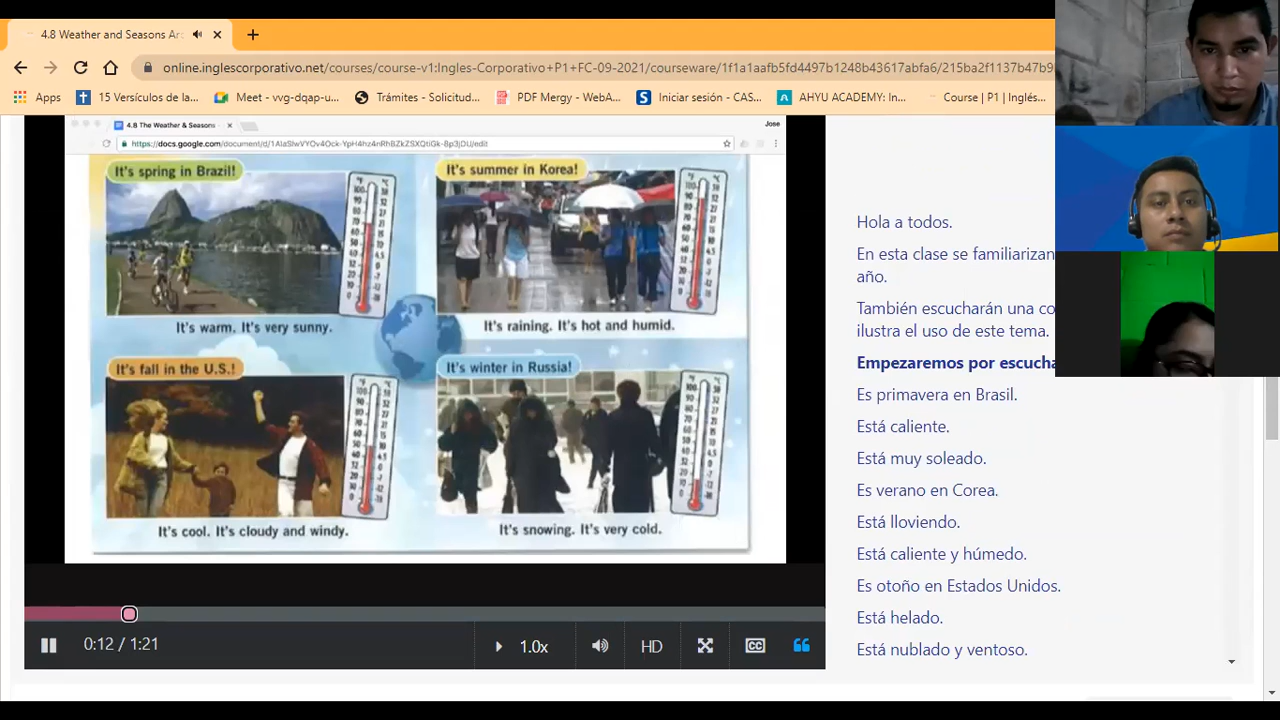 4.8 Weather and Seasons Arc
online.inglescorporativo.net/courses/course-v1:Ingles-Corporativo+P1+FC-09-2021/courseware/1f1a1aafb5fd4497b1248b43617abfa6/215ba2f1137b47b9
Apps
15 Versículos de la...
Meet - vvg-dqap-u...
Trámites - Solicitud...
PDF Mergy - WebA...
Iniciar sesión - CAS...
AHYU ACADEMY: In...
Course | P1 | Inglés...
4.8 The Weather & Seasons -
Jose
It's spring in Brazil!
It's warm. It's very sunny.
It's summer in Korea!
It's raining. It's hot and humid.
It's fall in the U.S.!
It's cool. It's cloudy and windy.
It's winter in Russia!
It's snowing. It's very cold.
0:12 / 1:21
1.0x
HD
CC
Hola a todos.
En esta clase se familiarizan
año.
También escucharán una co
ilustra el uso de este tema.
Empezaremos por escucha
Es primavera en Brasil.
Está caliente.
Está muy soleado.
Es verano en Corea.
Está lloviendo.
Está caliente y húmedo.
Es otoño en Estados Unidos.
Está helado.
Está nublado y ventoso.